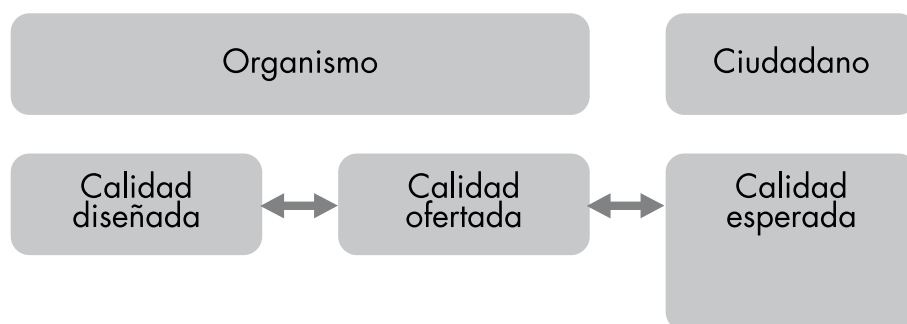 Organismo
Ciudadano
Calidad
diseñada
Calidad
ofertada
Calidad
esperada